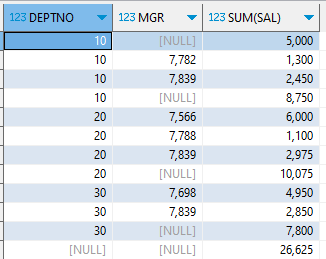 123 DEPTNO 123 MGR 123 SUM(SAL)
10 [NULL] 5,000
10 7,782 1,300
10 7,839 2,450
10 [NULL] 8,750
20 7,566 6,000
20 7,788 1,100
20 7,839 2,975
20 [NULL] 10,075
30 7,698 4,950
30 7,839 2,850
30 [NULL] 7,800
[NULL] [NULL] 26,625